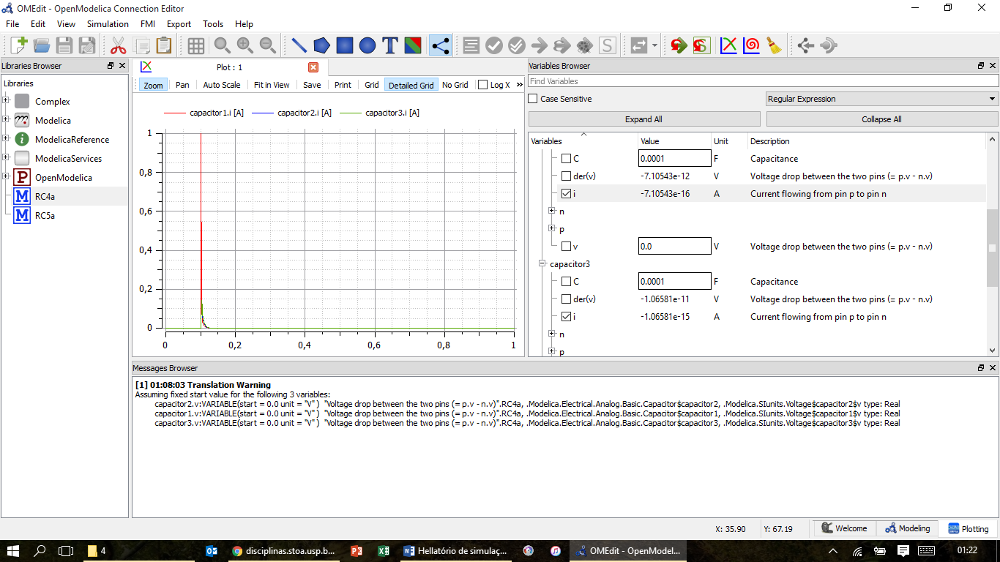 OMEdit - OpenModelica Connection Editor
File Edit View Simulation FMI Export Tools Help
T S S
Libraries Browser
Libraries
Complex
Modelica
i ModelicaReference
ModelicaServices
P OpenModelica
M RC4a
M RC5a
Plot : 1
Zoom Pan Auto Scale Fit in View Save Print Grid Detailed Grid No Grid Log X »
capacitor1.i [A] capacitor2.i [A] capacitor3.i [A]
1
0,8
0,6
0,4
0,2
0
0 0,2 0,4 0,6 0,8 1
Variables Browser
Find Variables
Case Sensitive Regular Expression
Expand All Collapse All
Variables Value Unit Description
C 0.0001 F Capacitance
der(v) -7.10543e-12 V Voltage drop between the two pins (= p.v - n.v)
i -7.10543e-16 A Current flowing from pin p to pin n
n
p
v 0.0 V Voltage drop between the two pins (= p.v - n.v)
capacitor3
C 0.0001 F Capacitance
der(v) -1.06581e-11 V Voltage drop between the two pins (= p.v - n.v)
i -1.06581e-15 A Current flowing from pin p to pin n
n
p
Messages Browser
[1] 01:08:03 Translation Warning
Assuming fixed start value for the following 3 variables:
capacitor2.v:VARIABLE(start = 0.0 unit = "V" ) "Voltage drop between the two pins (= p.v - n.v)".RC4a, .Modelica.Electrical.Analog.Basic.Capacitor$capacitor2, .Modelica.SIunits.Voltage$capacitor2$v type: Real
capacitor1.v:VARIABLE(start = 0.0 unit = "V" ) "Voltage drop between the two pins (= p.v - n.v)".RC4a, .Modelica.Electrical.Analog.Basic.Capacitor$capacitor1, .Modelica.SIunits.Voltage$capacitor1$v type: Real
capacitor3.v:VARIABLE(start = 0.0 unit = "V" ) "Voltage drop between the two pins (= p.v - n.v)".RC4a, .Modelica.Electrical.Analog.Basic.Capacitor$capacitor3, .Modelica.SIunits.Voltage$capacitor3$v type: Real
X: 35.90 Y: 67.19 Welcome Modeling Plotting
4 disciplinas.stoa.usp.b... Hellatório de simulaç... OMEdit - OpenModel... 01:22